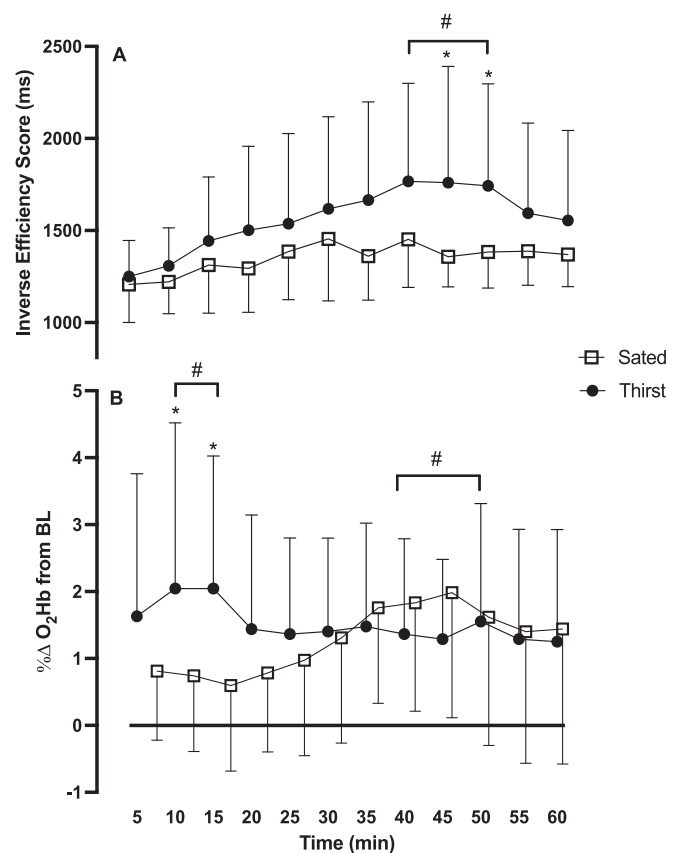 #
2500
A
*
*
2000
1500
1000
Inverse Efficiency Score (ms)
Sated
Thirst
#
5
B
*
*
#
4
3
2
1
0
-1
%Δ O₂Hb from BL
5 10 15 20 25 30 35 40 45 50 55 60
Time (min)